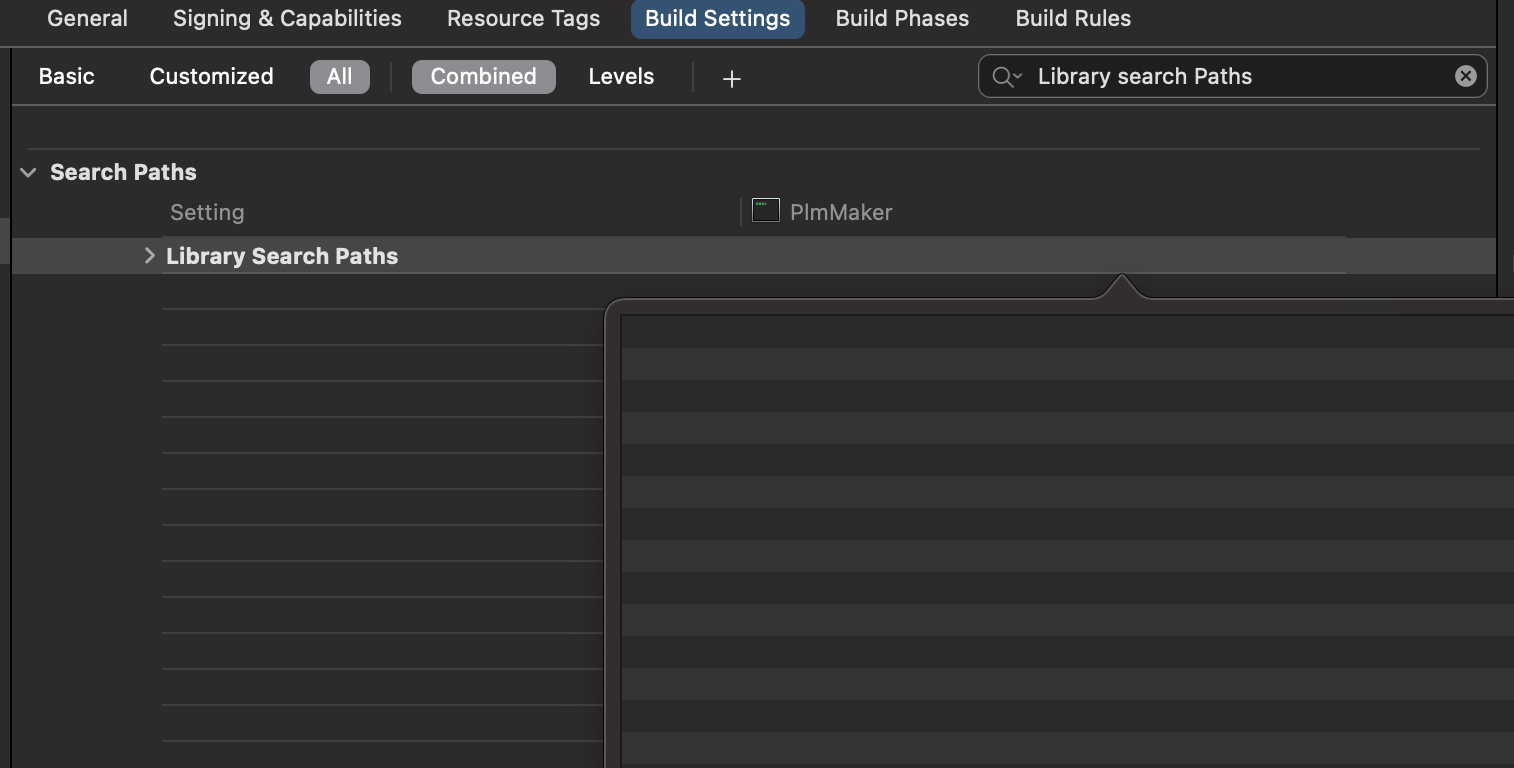 General Signing & Capabilities Resource Tags Build Settings Build Phases Build Rules
Basic Customized All Combined Levels + Library search Paths
Search Paths
Setting PlmMaker
Library Search Paths